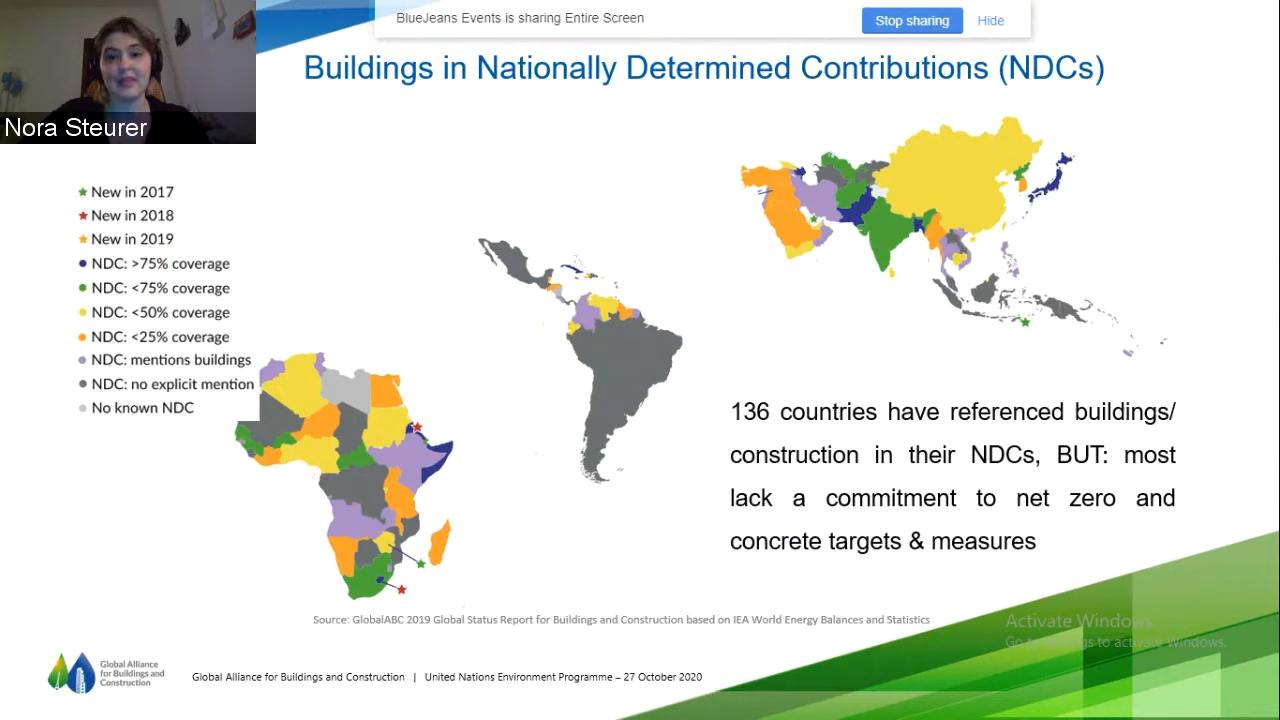 BlueJeans Events is sharing Entire Screen
Stop sharing
Hide
Nora Steurer
Buildings in Nationally Determined Contributions (NDCs)
New in 2017
New in 2018
New in 2019
NDC: >75% coverage
NDC: <75% coverage
NDC: <50% coverage
NDC: <25% coverage
NDC: mentions buildings
NDC: no explicit mention
No known NDC
136 countries have referenced buildings/
construction in their NDCs, BUT: most
lack a commitment to net zero and
concrete targets & measures
Source: GlobalABC 2019 Global Status Report for Buildings and Construction based on IEA World Energy Balances and Statistics
Activate Windows
Go to Settings to activate Windows.
Global Alliance
for Buildings and
Construction
Global Alliance for Buildings and Construction | United Nations Environment Programme – 27 October 2020